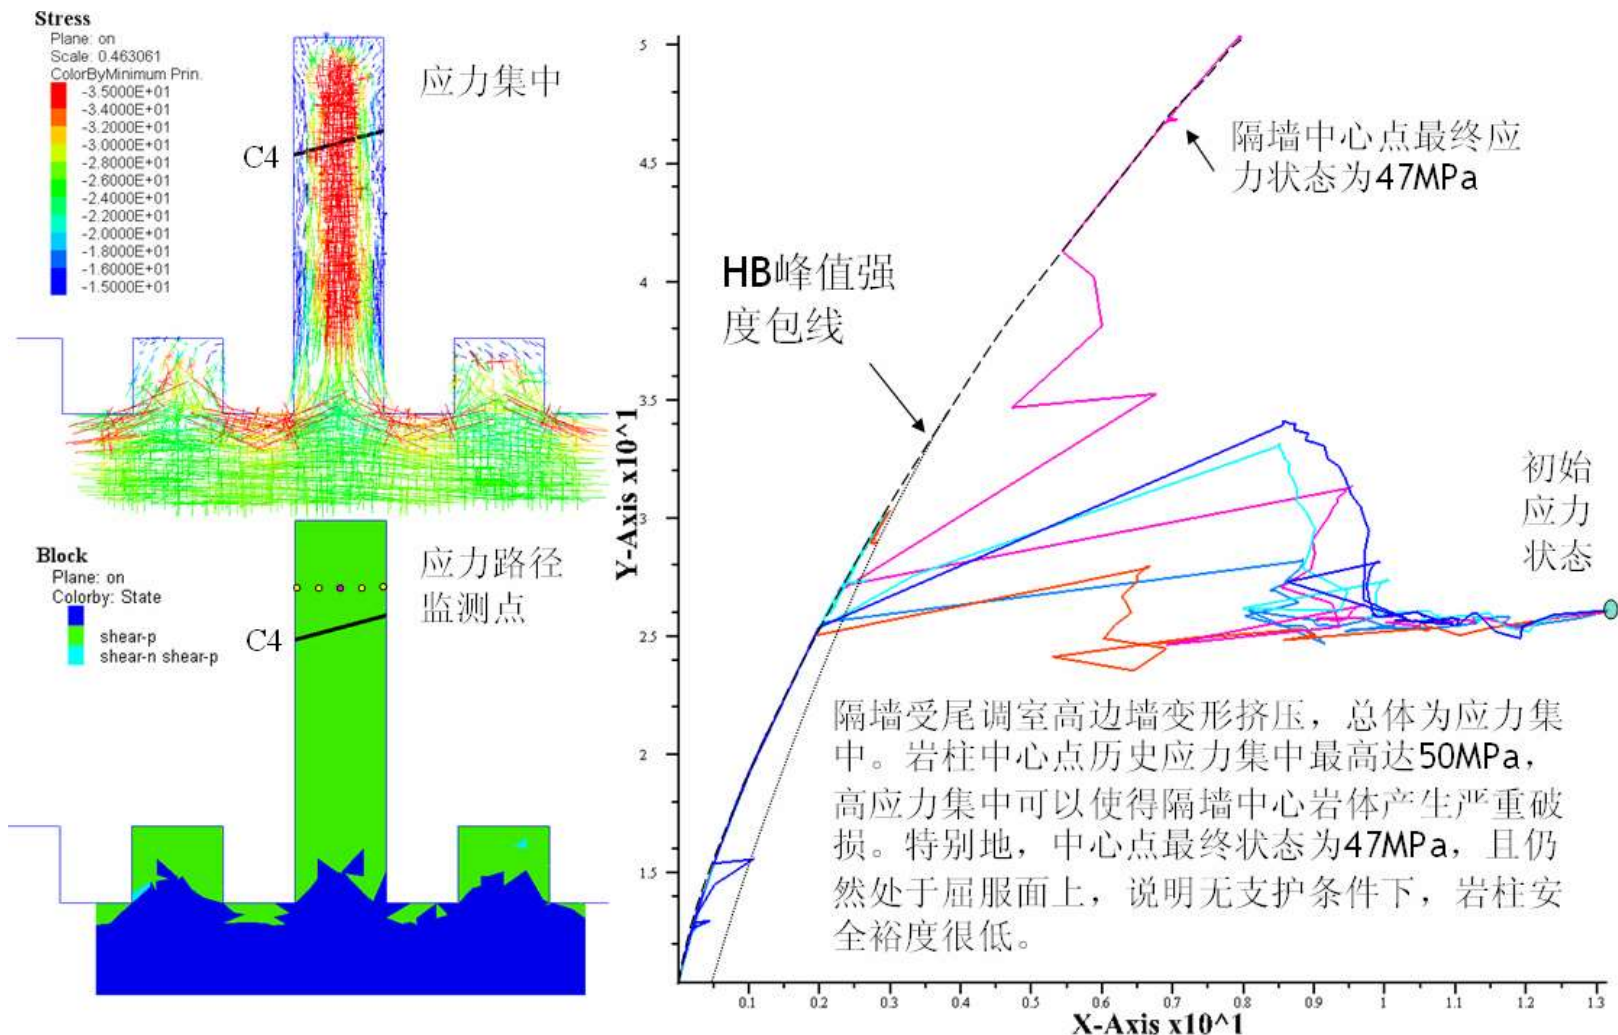 Stress
Plane: on
Scale: 0.463061
ColorByMinimum Prin.
-3.5000E+01
-3.4000E+01
-3.2000E+01
-3.0000E+01
-2.8000E+01
-2.6000E+01
-2.4000E+01
-2.2000E+01
-2.0000E+01
-1.8000E+01
-1.6000E+01
-1.5000E+01
应力集中
C4
Block
Plane: on
Colorby: State
shear-p
shear-n shear-p
应力路径
监测点
C4
Y-Axis x10^1
5
4.5
4
3.5
3
2.5
2
1.5
隔墙中心点最终应
力状态为47MPa
HB峰值强
度包线
初始
应力
状态
隔墙受尾调室高边墙变形挤压，总体为应力集
中。岩柱中心点历史应力集中最高达50MPa，
高应力集中可以使得隔墙中心岩体产生严重破
损。特别地，中心点最终状态为47MPa，且仍
然处于屈服面上，说明无支护条件下，岩柱安
全裕度很低。
0.1 0.2 0.3 0.4 0.5 0.6 0.7 0.8 0.9 1 1.1 1.2 1.3
X-Axis x10^1